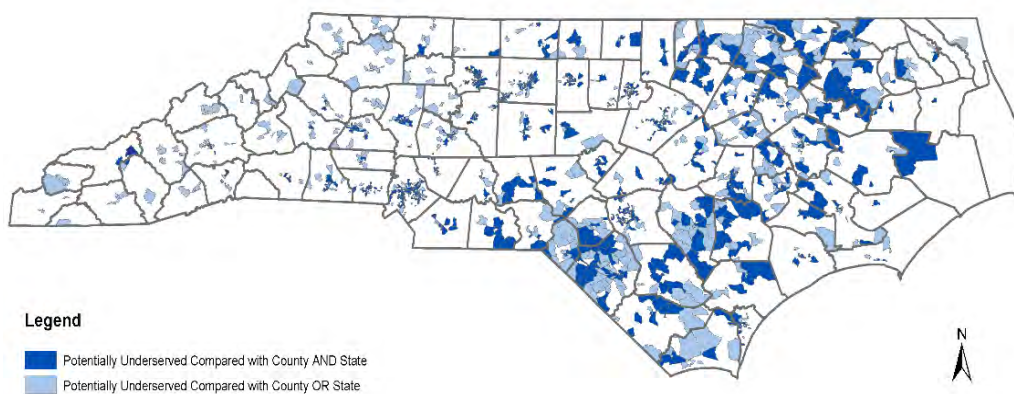 N
Legend
Potentially Underserved Compared with County AND State
Potentially Underserved Compared with County OR State